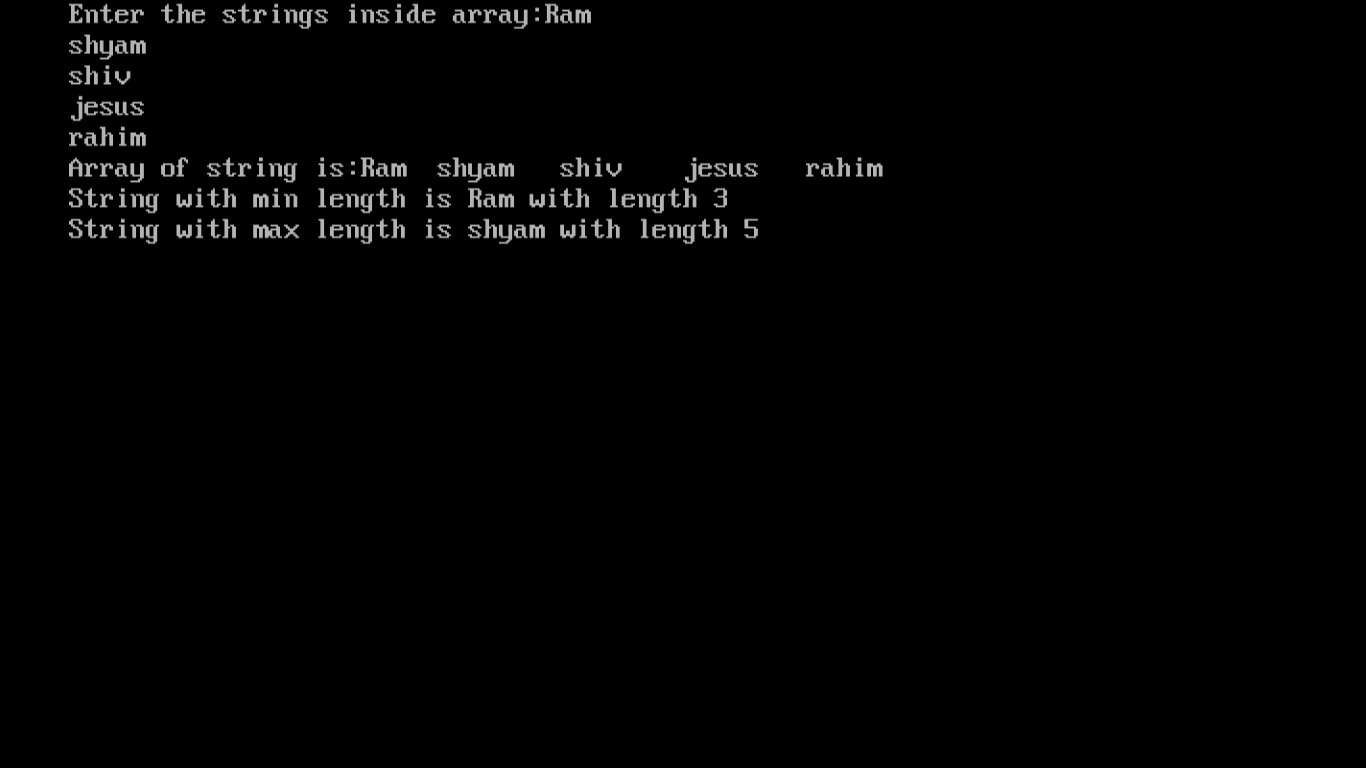 Enter the strings inside array:Ram
shyam
shiv
jesus
rahim
Array of string is:Ram  shyam   shiv    jesus   rahim
String with min length is Ram with length 3
String with max length is shyam with length 5